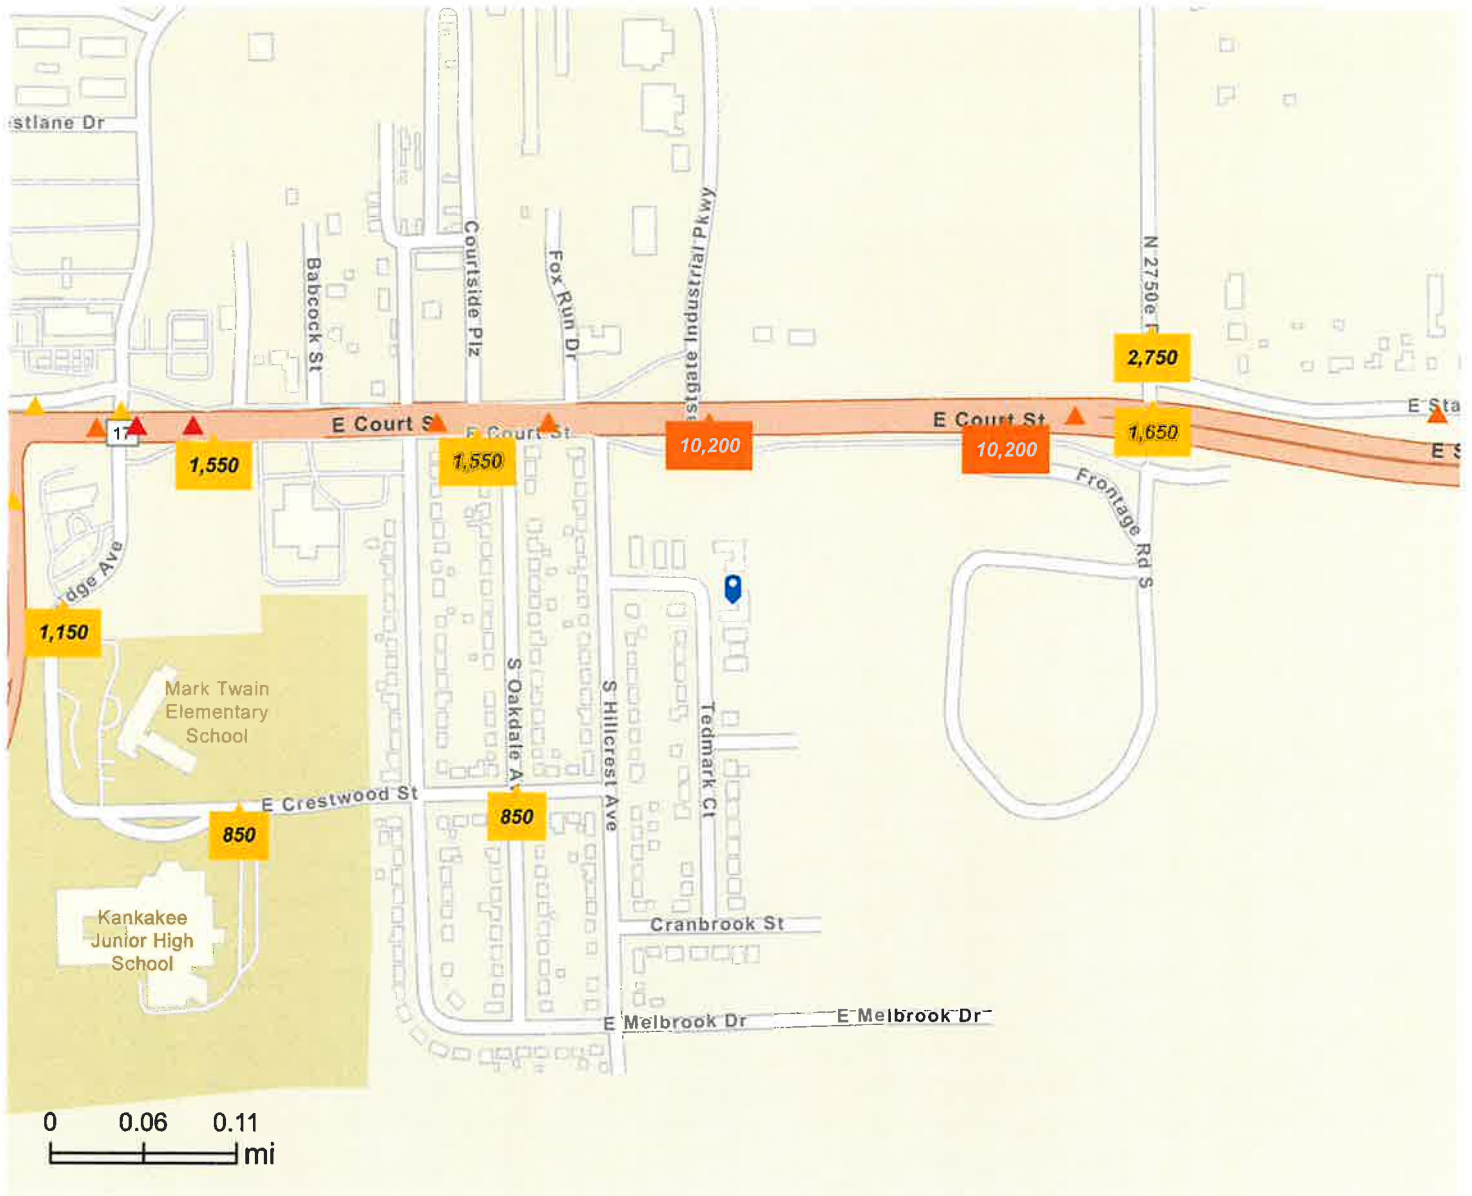 estlane Dr
Babcock St
Courtside Plz
Fox Run Dr
Eastgate Industrial Pkwy
N 2750e
2,750
E Sta
17
E Court S
E Court St
E Court St
1,650
E S
1,550
1,550
10,200
10,200
Frontage Rd S
dge Ave
1,150
Mark Twain
Elementary
School
S Oakdale Av
S Hillcrest Ave
Tedmark Ct
E Crestwood St
850
850
Kankakee
Junior High
School
Cranbrook St
E Melbrook Dr
E Melbrook Dr
0 0.06 0.11
mi